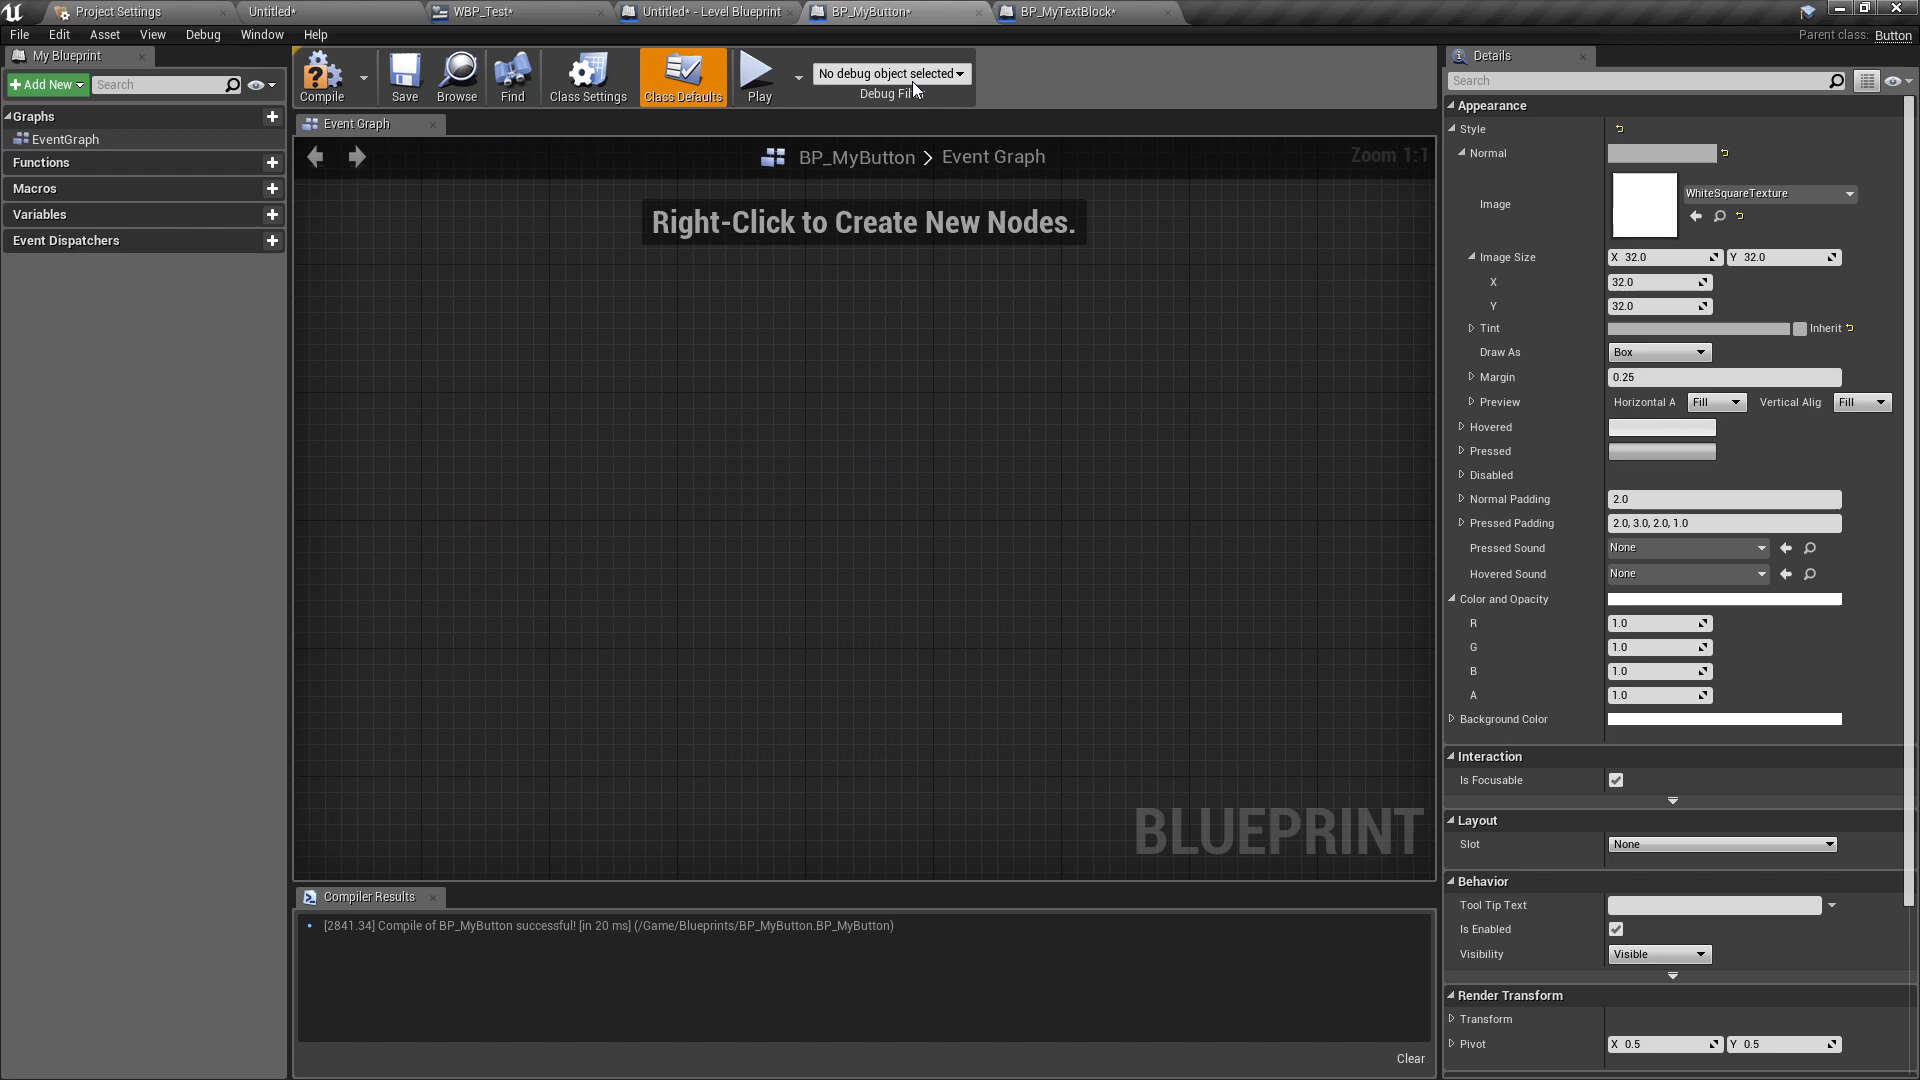 Project Settings
Untitled*
WBP_Test*
Untitled* - Level Blueprint
BP_MyButton*
BP_MyTextBlock*
File Edit Asset View Debug Window Help
Parent class: Button
My Blueprint
Add New
Search
Graphs
EventGraph
Functions
Macros
Variables
Event Dispatchers
Compile
Save
Browse
Find
Class Settings
Class Defaults
Play
No debug object selected
Debug Filter
Event Graph
BP_MyButton > Event Graph
Zoom 1:1
Right-Click to Create New Nodes.
BLUEPRINT
Compiler Results
[2841.34] Compile of BP_MyButton successful! [in 20 ms] (/Game/Blueprints/BP_MyButton.BP_MyButton)
Clear
Details
Search
Appearance
Style
Normal
Image
WhiteSquareTexture
Image Size X 32.0 Y 32.0
X 32.0
Y 32.0
Tint Inherit
Draw As Box
Margin 0.25
Preview Horizontal A Fill Vertical Alig Fill
Hovered
Pressed
Disabled
Normal Padding 2.0
Pressed Padding 2.0, 3.0, 2.0, 1.0
Pressed Sound None
Hovered Sound None
Color and Opacity
R 1.0
G 1.0
B 1.0
A 1.0
Background Color
Interaction
Is Focusable
Layout
Slot None
Behavior
Tool Tip Text
Is Enabled
Visibility Visible
Render Transform
Transform
Pivot X 0.5 Y 0.5